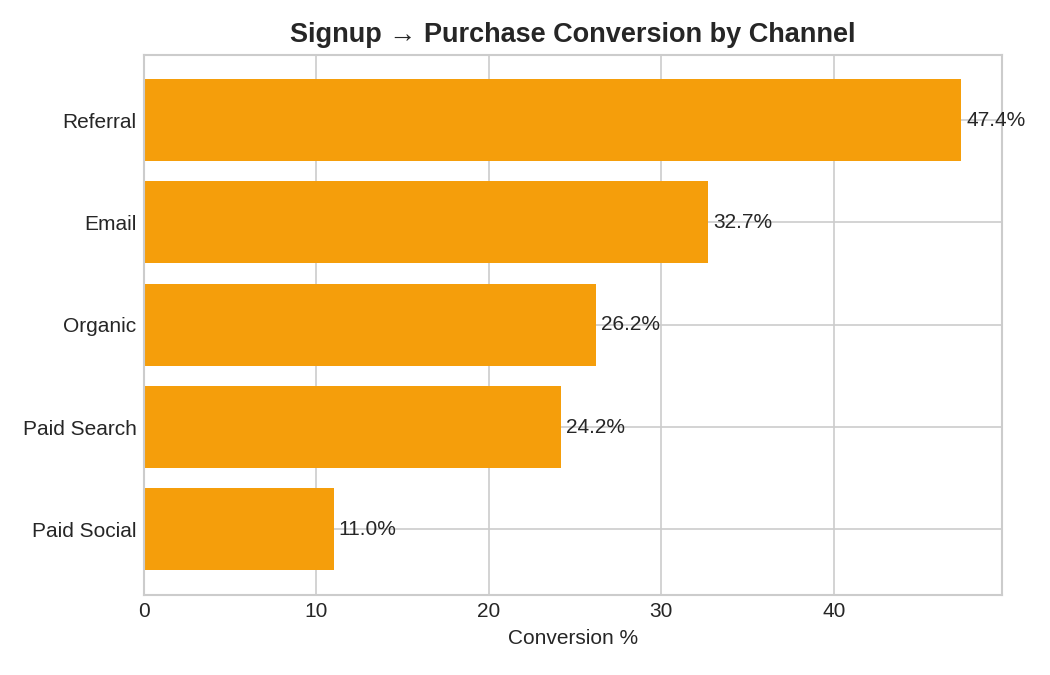 Signup → Purchase Conversion by Channel
Referral
47.4%
Email
32.7%
Organic
26.2%
Paid Search
24.2%
Paid Social
11.0%
0 10 20 30 40
Conversion %